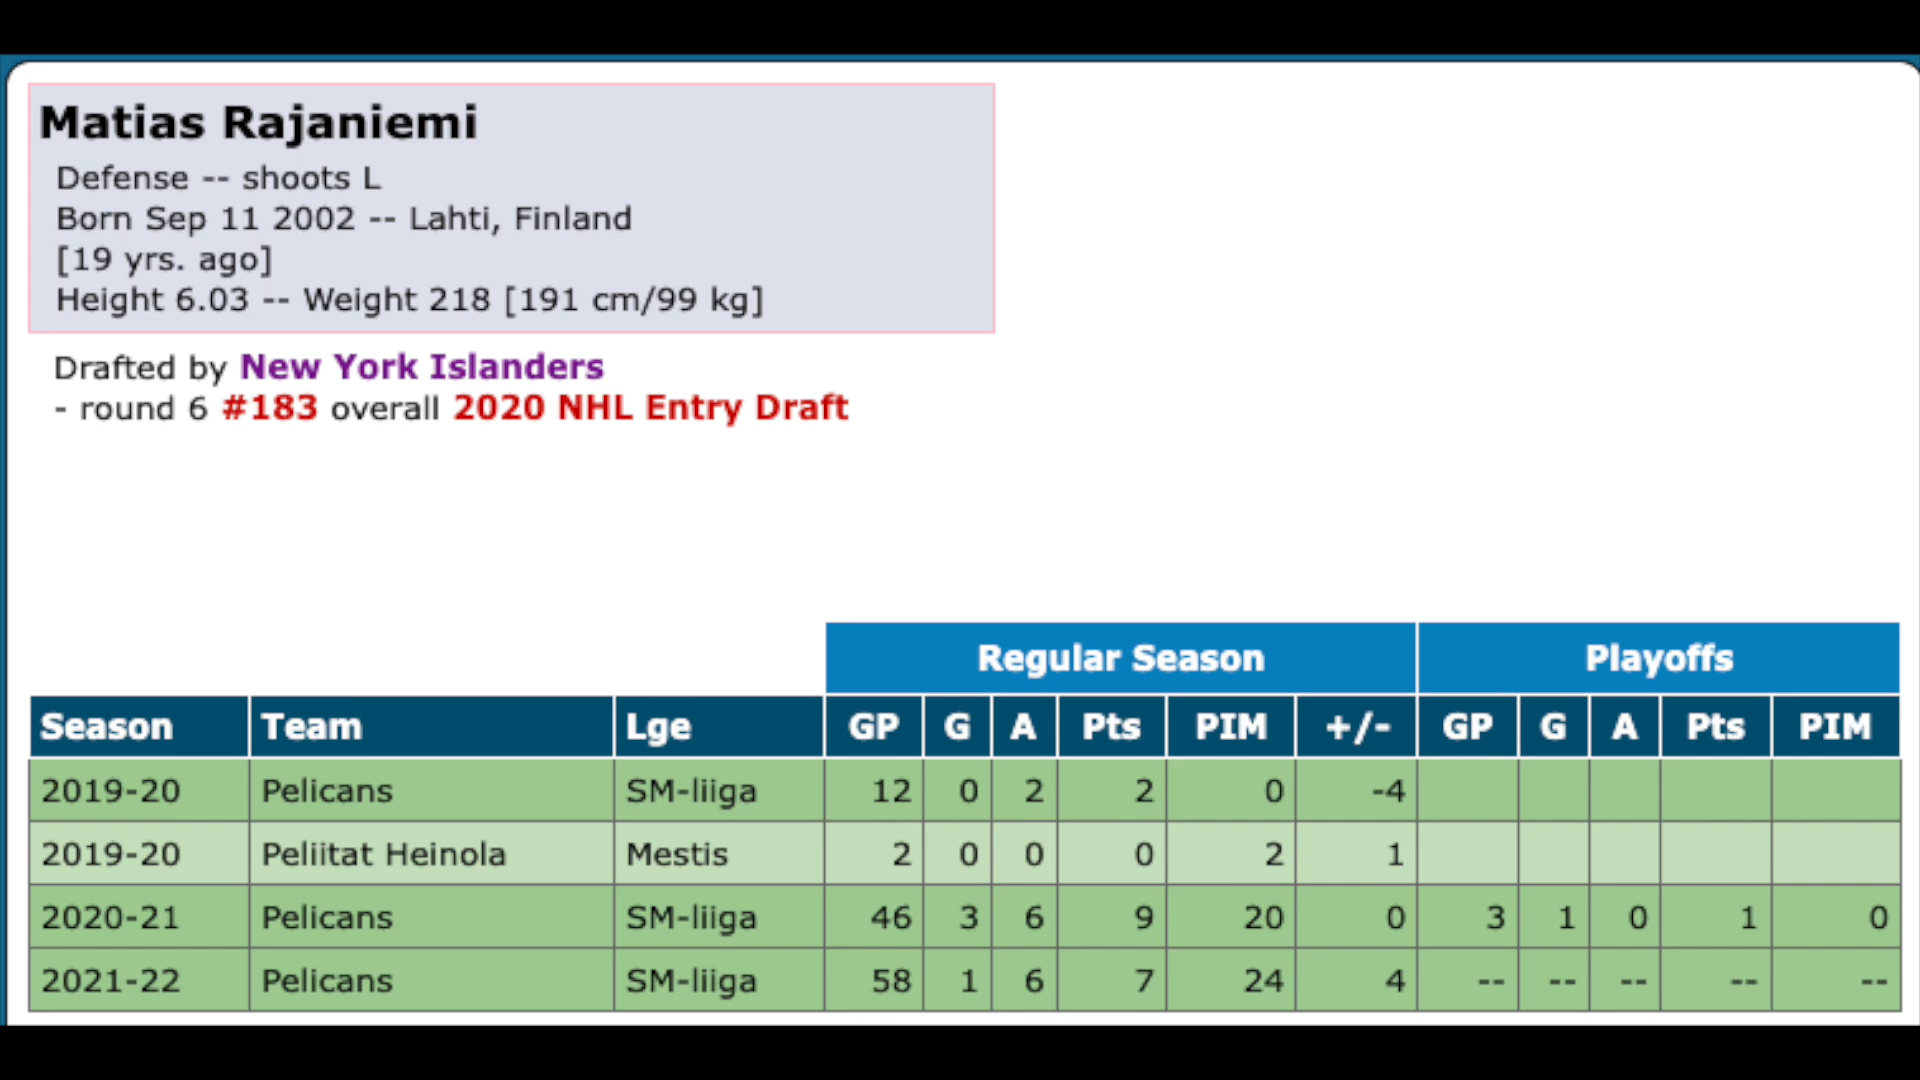 Matias Rajaniemi
Defense -- shoots L
Born Sep 11 2002 -- Lahti, Finland
[19 yrs. ago]
Height 6.03 -- Weight 218 [191 cm/99 kg]
Drafted by New York Islanders
- round 6 #183 overall 2020 NHL Entry Draft
Regular Season Playoffs
Season Team Lge GP G A Pts PIM +/- GP G A Pts PIM
2019-20 Pelicans SM-liiga 12 0 2 2 0 -4
2019-20 Peliitat Heinola Mestis 2 0 0 0 2 1
2020-21 Pelicans SM-liiga 46 3 6 9 20 0 3 1 0 1 0
2021-22 Pelicans SM-liiga 58 1 6 7 24 4 -- -- -- -- --